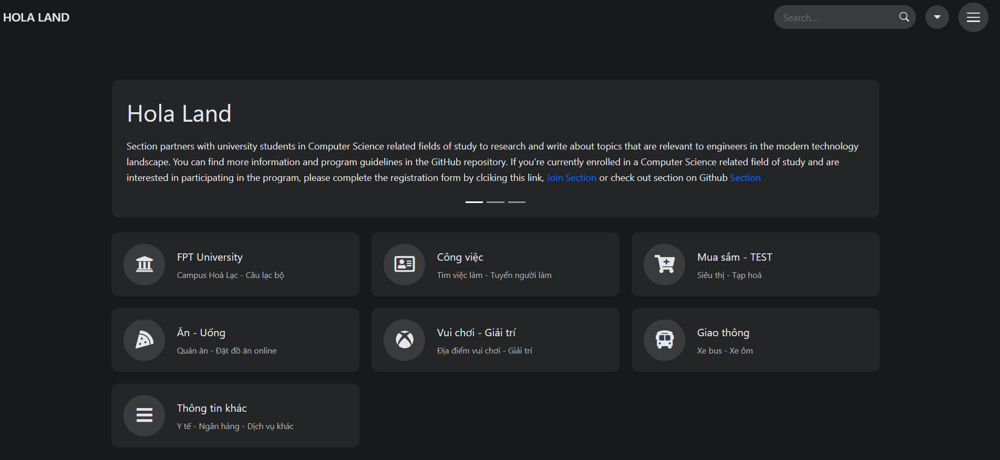 HOLA LAND
Search...
Hola Land
Section partners with university students in Computer Science related fields of study to research and write about topics that are relevant to engineers in the modern technology
landscape. You can find more information and program guidelines in the GitHub repository. If you're currently enrolled in a Computer Science related field of study and are
interested in participating in the program, please complete the registration form by clciking this link, Join Section or check out section on Github Section
FPT University
Campus Hoà Lạc - Câu lạc bộ
Công việc
Tìm việc làm - Tuyển người làm
Mua sắm - TEST
Siêu thị - Tạp hoá
Ăn - Uống
Quán ăn - Đặt đồ ăn online
Vui chơi - Giải trí
Địa điểm vui chơi - Giải trí
Giao thông
Xe bus - Xe ôm
Thông tin khác
Y tế - Ngân hàng - Dịch vụ khác